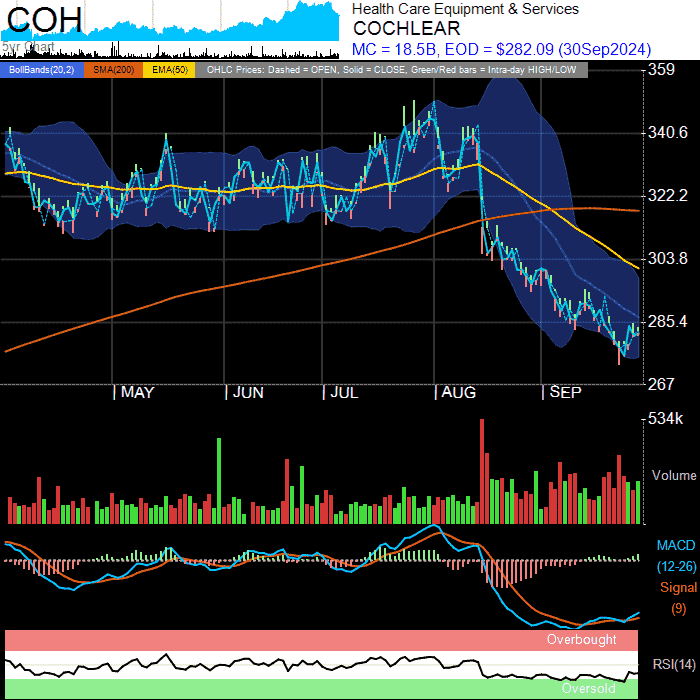 COH
5yr Chart
Health Care Equipment & Services
COCHLEAR
MC = 18.5B, EOD = $282.09 (30Sep2024)
BollBands(20,2) SMA(200) EMA(50) OHLC Prices: Dashed = OPEN, Solid = CLOSE, Green/Red bars = Intra-day HIGH/LOW
359
340.6
322.2
303.8
285.4
267
MAY JUN JUL AUG SEP
534k
Volume
MACD
(12-26)
Signal
(9)
Overbought
RSI(14)
Oversold